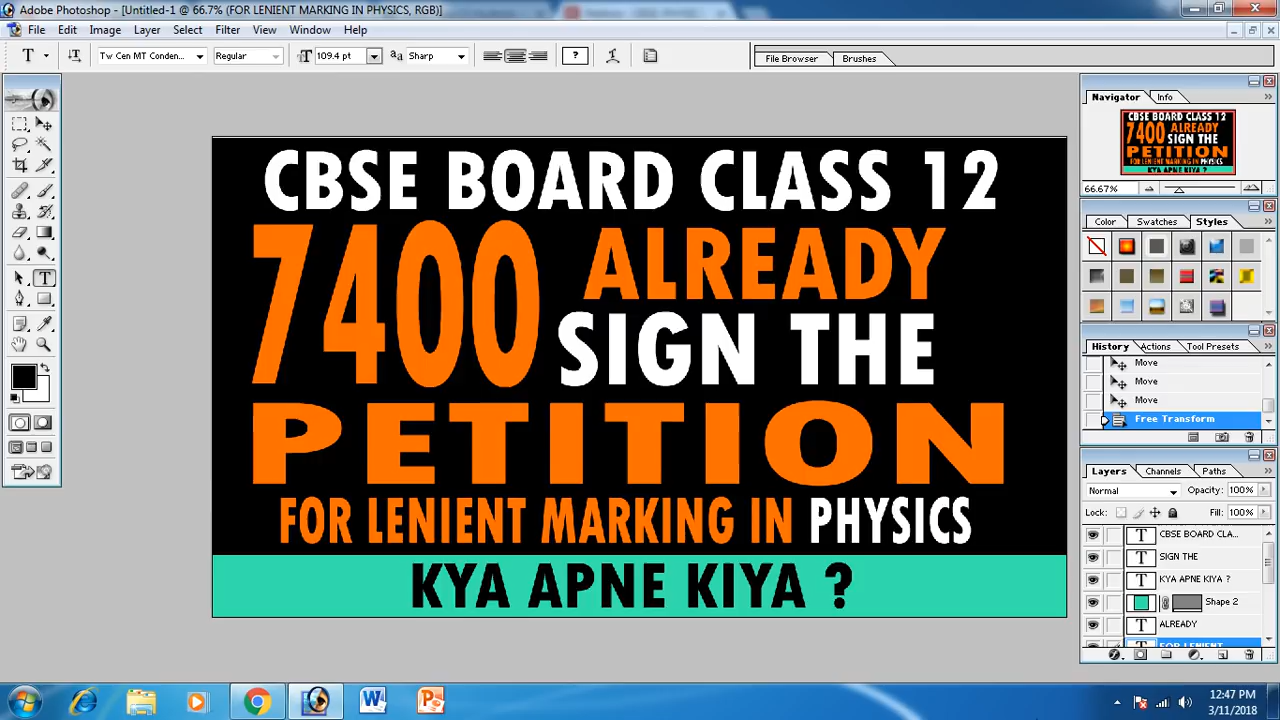 Adobe Photoshop - [Untitled-1 @ 66.7% (FOR LENIENT MARKING IN PHYSICS, RGB)]
File Edit Image Layer Select Filter View Window Help
T Tw Cen MT Conden... Regular T 109.4 pt aa Sharp ? File Browser Brushes
Navigator Info
66.67%
Color Swatches Styles
History Actions Tool Presets
Move
Move
Move
Free Transform
Layers Channels Paths
Normal Opacity: 100%
Lock: Fill: 100%
T CBSE BOARD CLA...
T SIGN THE
T KYA APNE KIYA ?
Shape 2
T ALREADY
T FOR LENIENT
CBSE BOARD CLASS 12
7400 ALREADY
SIGN THE
PETITION
FOR LENIENT MARKING IN PHYSICS
KYA APNE KIYA ?
12:47 PM
3/11/2018